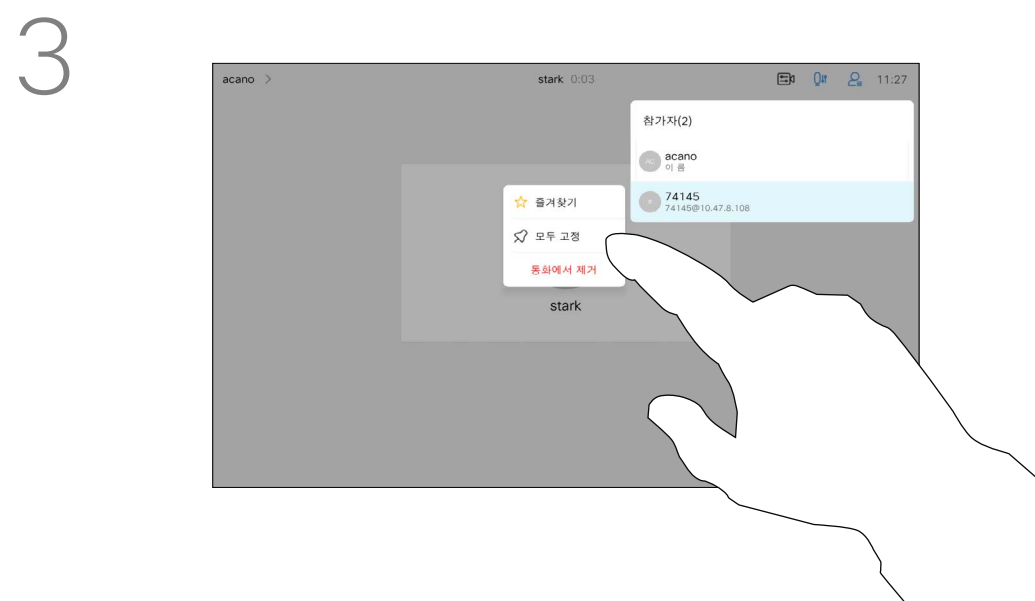 3
acano >
stark 0:03
11:27
참가자(2)
AC
acano
이 름
#
74145
74145@10.47.8.108
즐겨찾기
모두 고정
통화에서 제거
stark